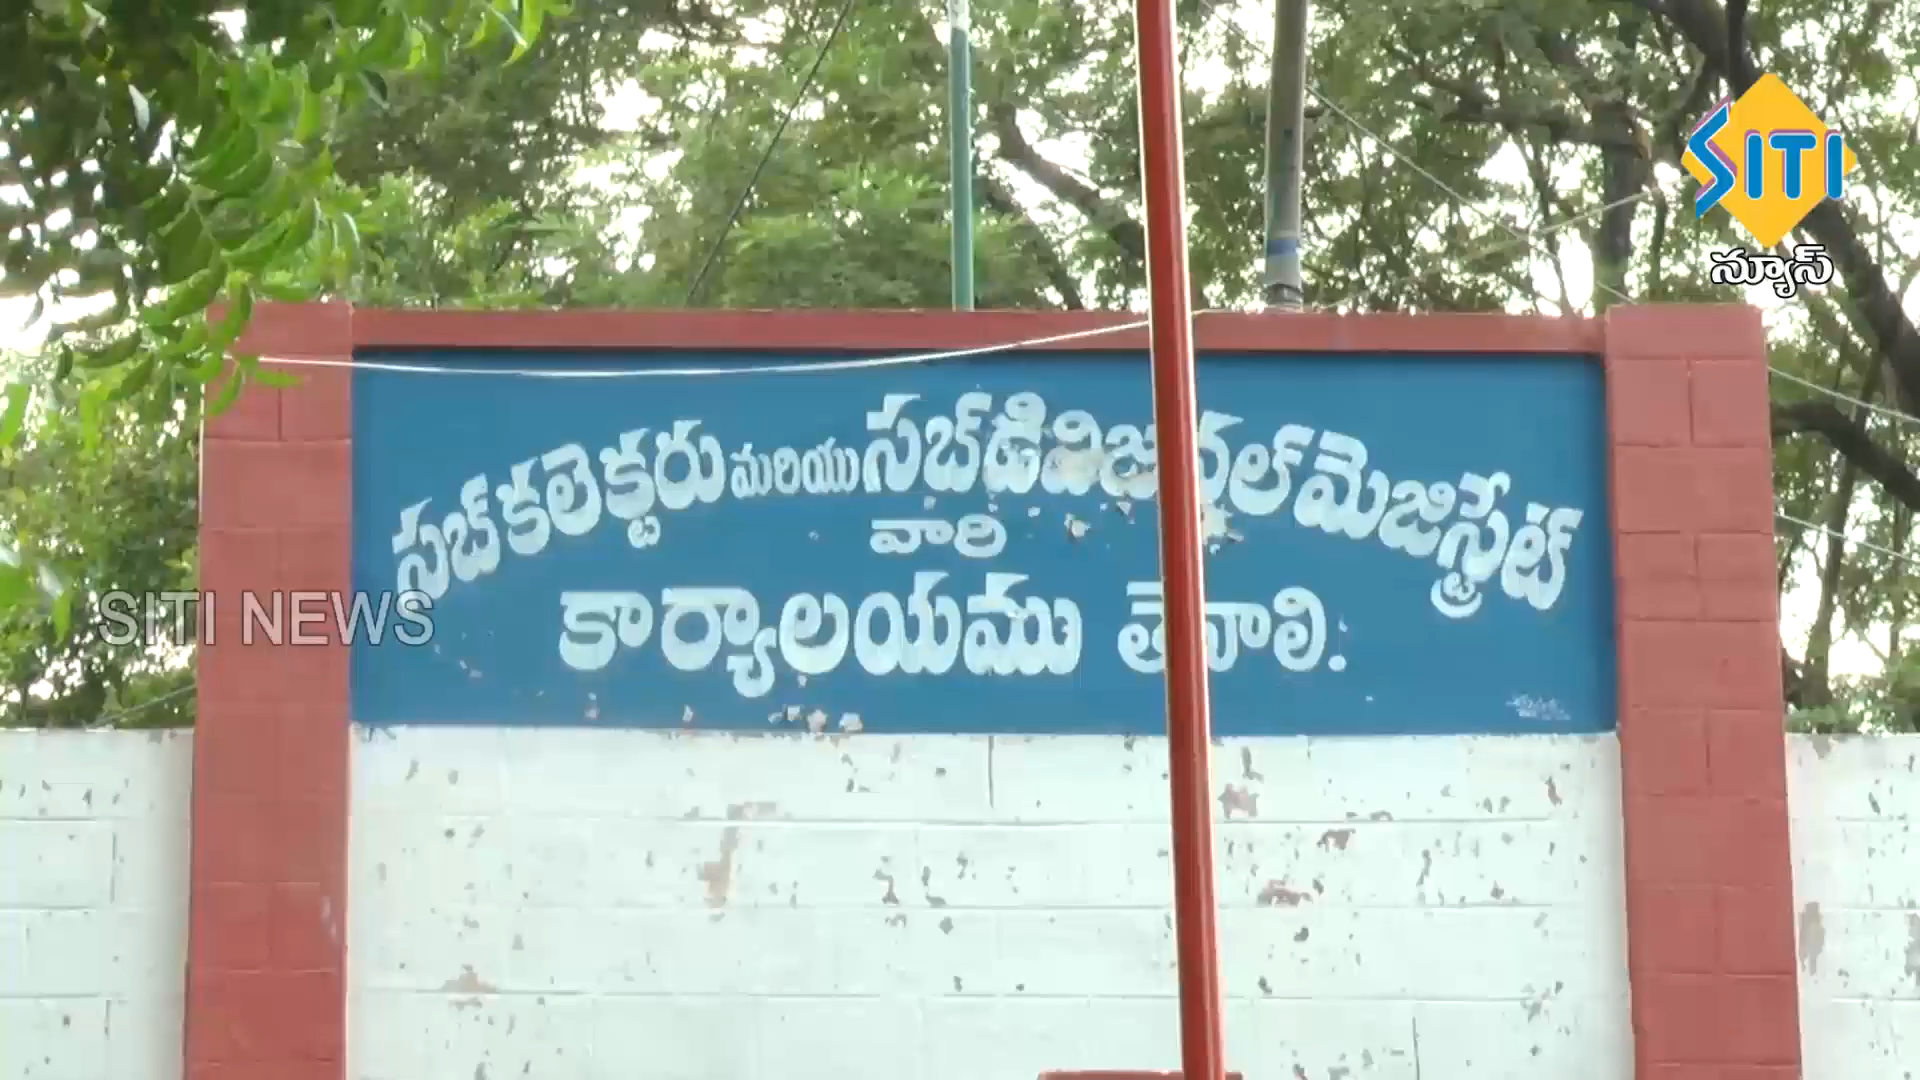 SITI
న్యూస్
సబ్ కలెక్టరు మరియు సబ్ డివిజనల్ మెజిస్ట్రేట్
వారి
కార్యాలయము తెనాలి.
SITI NEWS